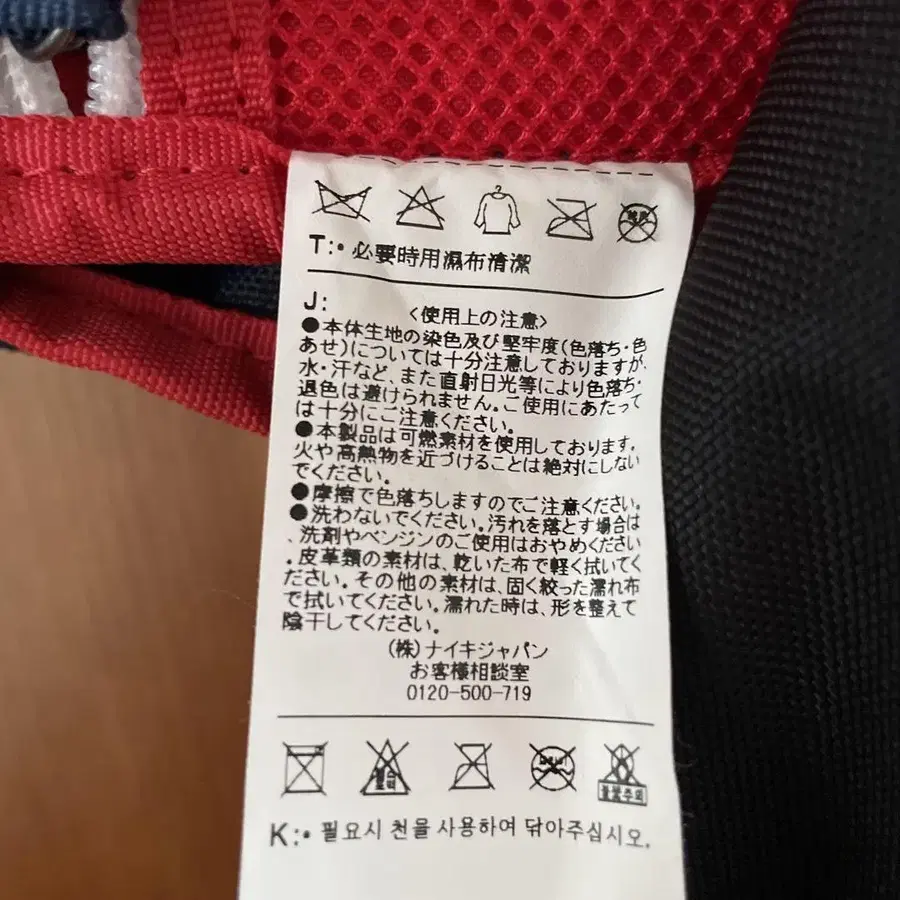 T:• 必要時用濕布清潔
J:
<使用上の注意>
●本体生地の染色及び堅牢度(色落ち・色
あせ)については十分注意しておりますが、
水・汗など、また直射日光等により色落ち・
退色は避けられません。ご使用にあたって
は十分にご注意ください。
●本製品は可燃素材を使用しております。
火や高熱物を近づけることは絶対にしない
でください。
●摩擦で色落ちしますのでご注意ください。
●洗わないでください。汚れを落とす場合は
、洗剤やベンジンのご使用はおやめください
。皮革類の素材は、乾いた布で軽く拭いてく
ださい。その他の素材は、固く絞った濡れ布
で拭いてください。濡れた時は、形を整えて
陰干してください。
(株)ナイキジャパン
お客様相談室
0120-500-719
불꽃주의
K:• 필요시 천을 사용하여 닦아주십시오.